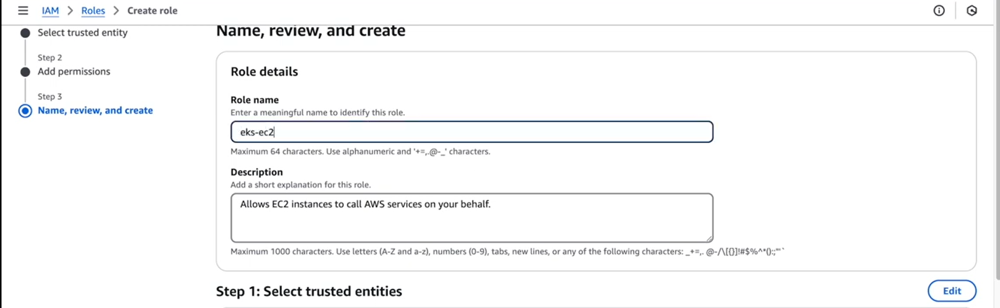 IAM > Roles > Create role
Select trusted entity
Step 2
Add permissions
Step 3
Name, review, and create
Name, review, and create
Role details
Role name
Enter a meaningful name to identify this role.
eks-ec2
Maximum 64 characters. Use alphanumeric and '+=,.@-_' characters.
Description
Add a short explanation for this role.
Allows EC2 instances to call AWS services on your behalf.
Maximum 1000 characters. Use letters (A-Z and a-z), numbers (0-9), tabs, new lines, or any of the following characters: _+=,. @-/\[{}]!#$%^*();:"'`
Step 1: Select trusted entities
Edit